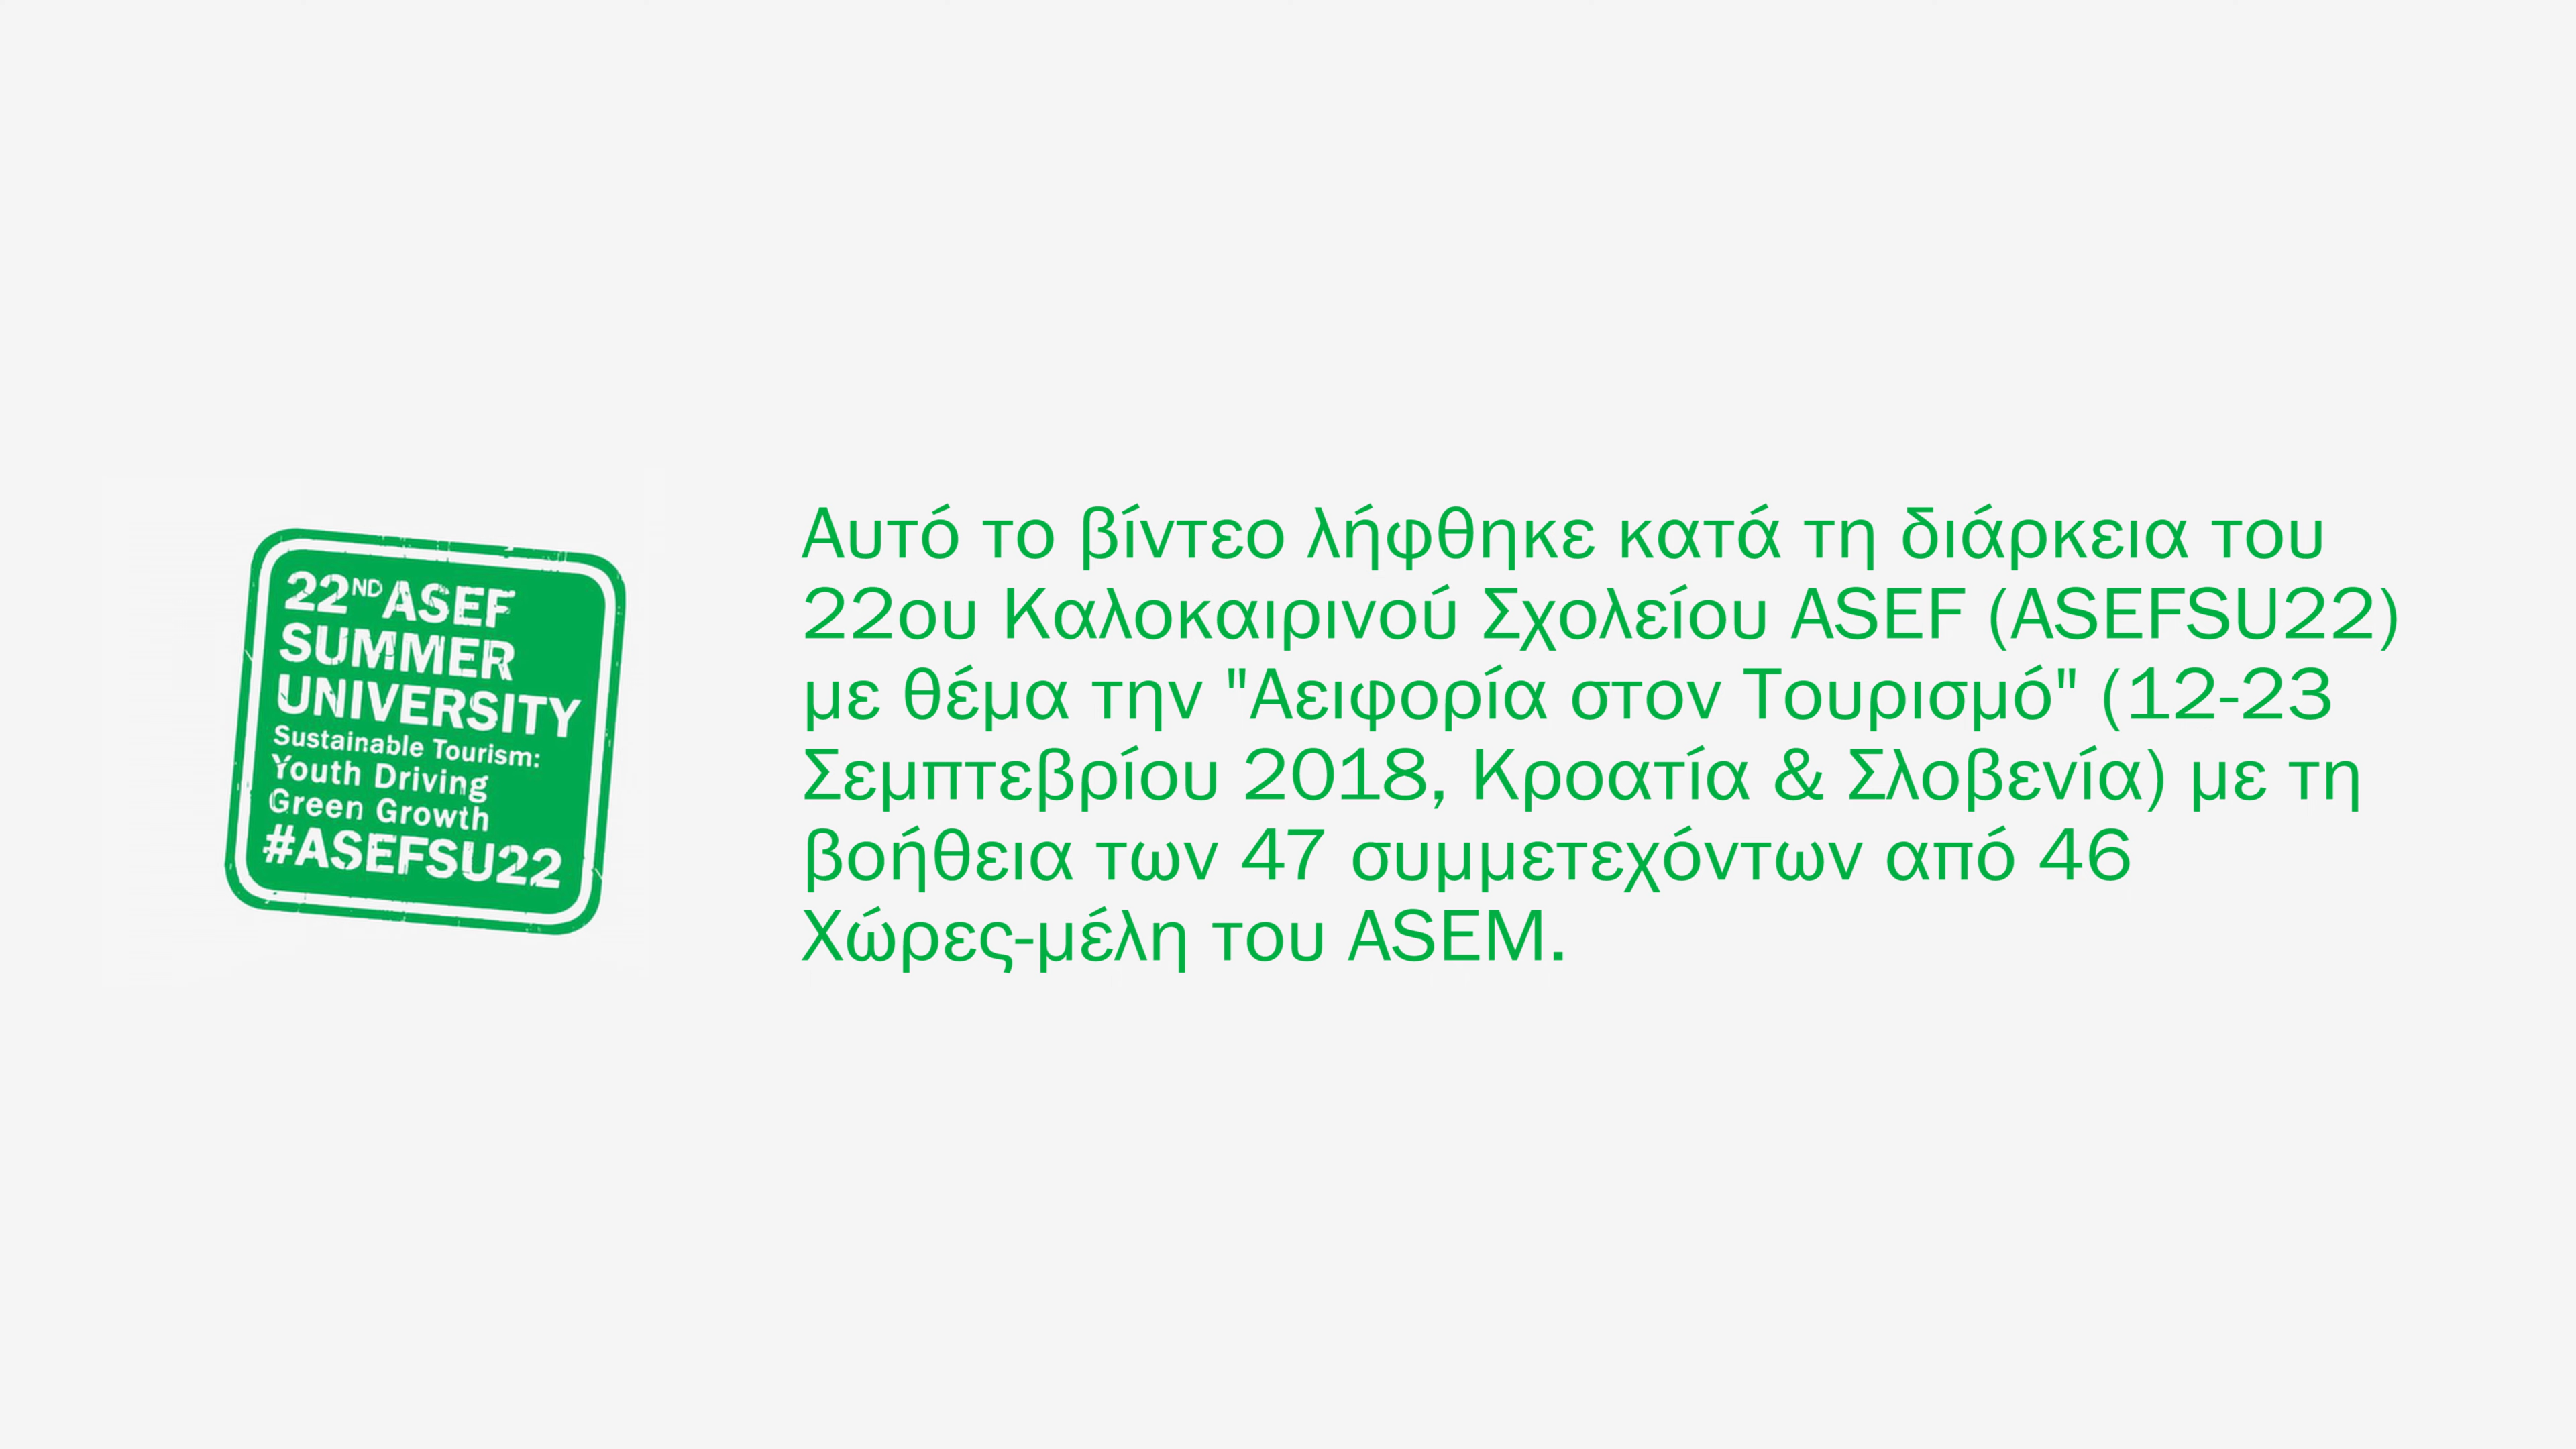 22ND ASEF
SUMMER
UNIVERSITY
Sustainable Tourism:
Youth Driving
Green Growth
#ASEFSU22
Αυτό το βίντεο λήφθηκε κατά τη διάρκεια του
22ου Καλοκαιρινού Σχολείου ASEF (ASEFSU22)
με θέμα την "Αειφορία στον Τουρισμό" (12-23
Σεμπτεβρίου 2018, Κροατία & Σλοβενία) με τη
βοήθεια των 47 συμμετεχόντων από 46
Χώρες-μέλη του ASEM.